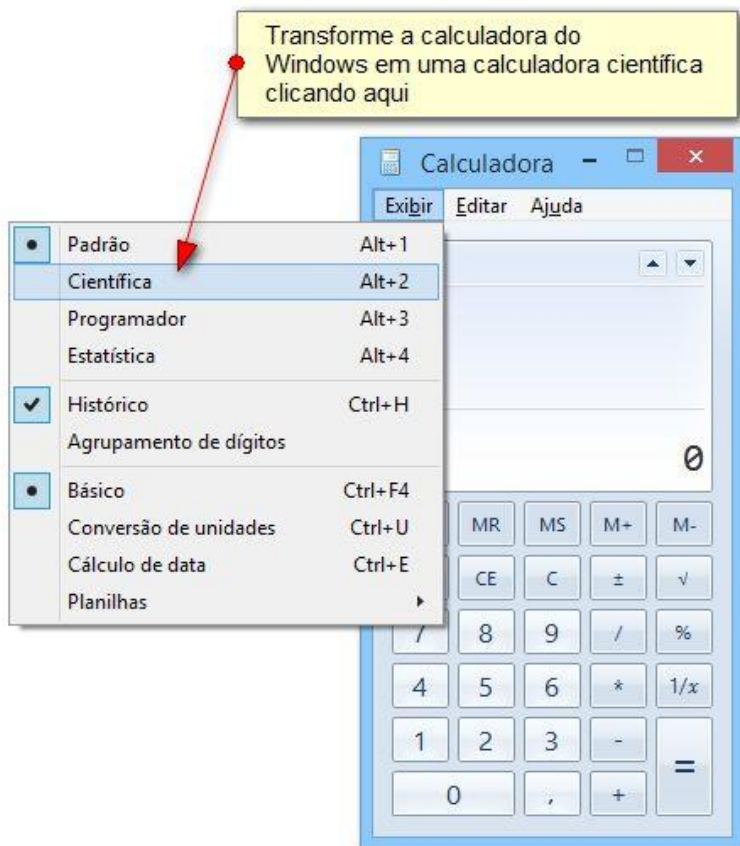 Transforme a calculadora do
Windows em uma calculadora científica
clicando aqui
Calculadora
Exibir Editar Ajuda
Padrão Alt+1
Científica Alt+2
Programador Alt+3
Estatística Alt+4
Histórico Ctrl+H
Agrupamento de dígitos
Básico Ctrl+F4
Conversão de unidades Ctrl+U
Cálculo de data Ctrl+E
Planilhas
0
MR MS M+ M-
CE C ± √
7 8 9 / %
4 5 6 * 1/x
1 2 3 - =
0 , +